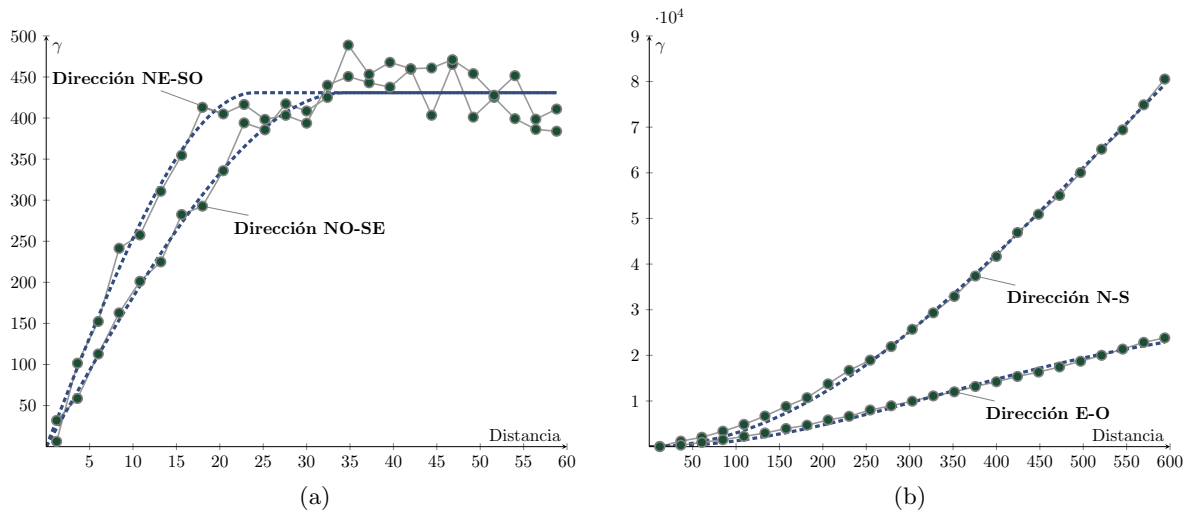 500
γ
450
Dirección NE-SO
400
350
300
250
Dirección NO-SE
200
150
100
50
Distancia
5 10 15 20 25 30 35 40 45 50 55 60
(a)
·10⁴
9
γ
8
7
6
5
4
3
Dirección N-S
2
1
Dirección E-O
Distancia
50 100 150 200 250 300 350 400 450 500 550 600
(b)